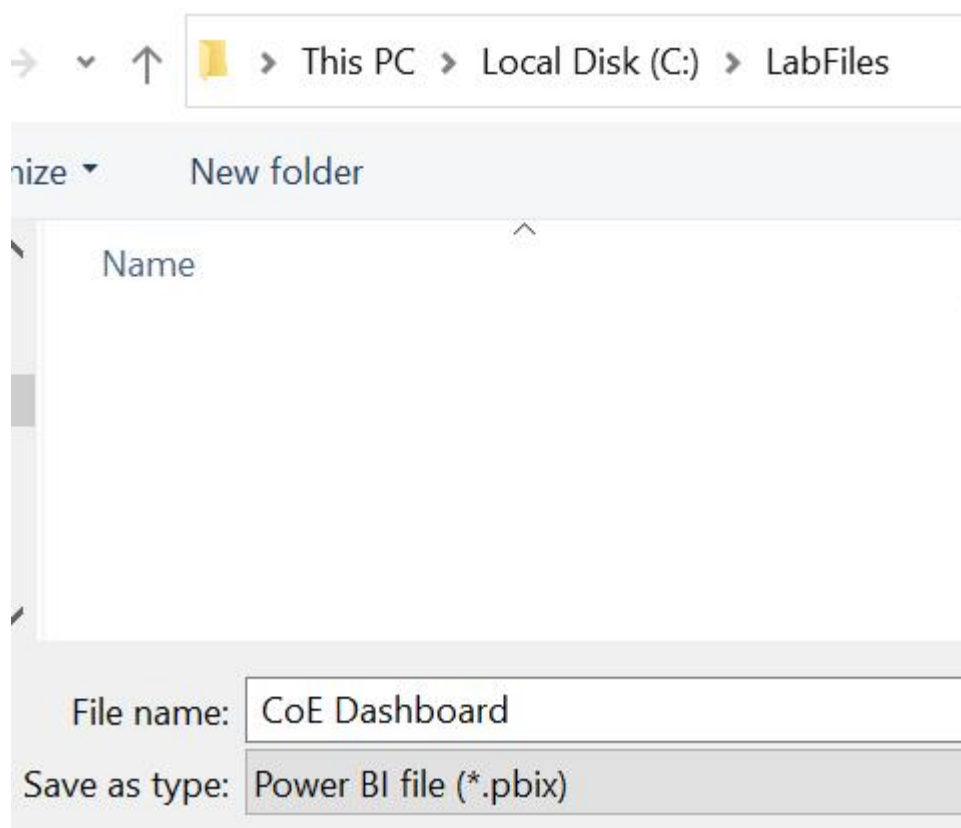 This PC > Local Disk (C:) > LabFiles
nize New folder
Name
File name: CoE Dashboard
Save as type: Power BI file (*.pbix)